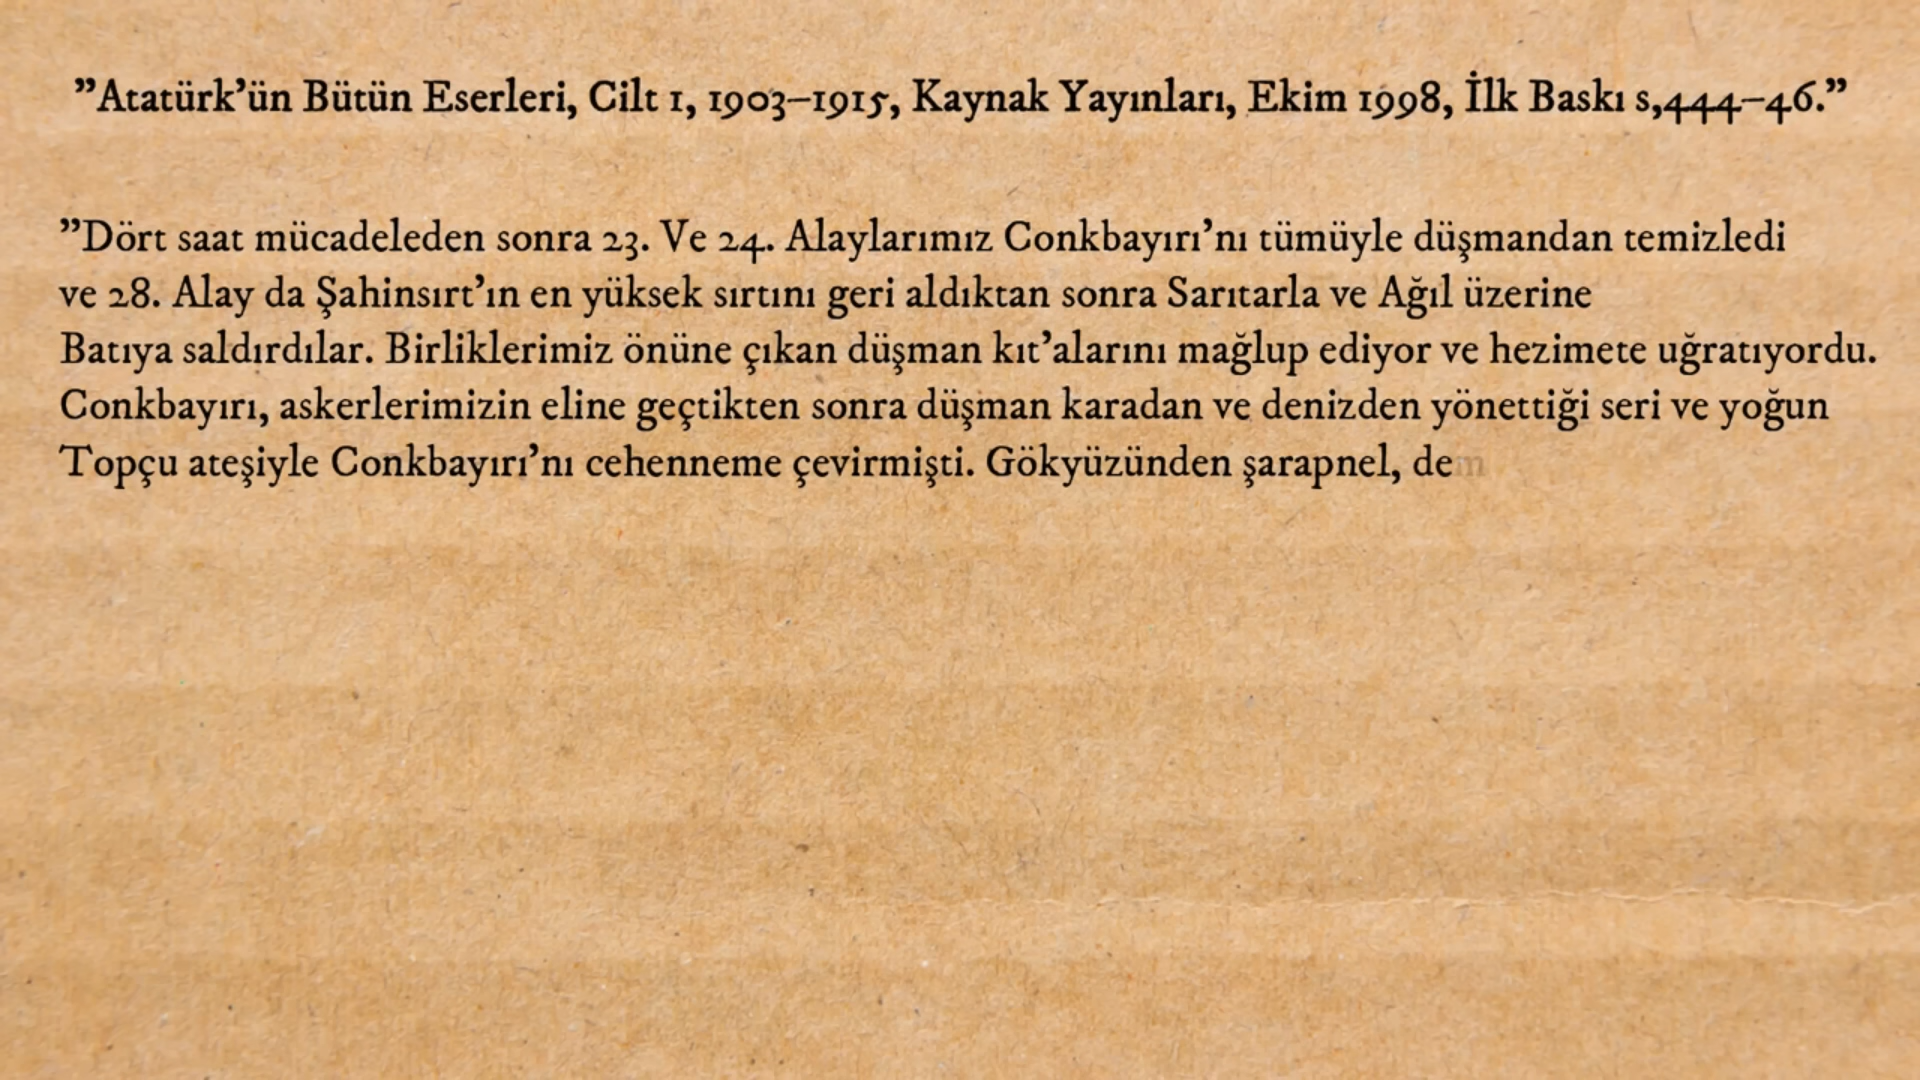 ”Atatürk’ün Bütün Eserleri, Cilt 1, 1903–1915, Kaynak Yayınları, Ekim 1998, İlk Baskı s,444–46.”
”Dört saat mücadeleden sonra 23. Ve 24. Alaylarımız Conkbayırı’nı tümüyle düşmandan temizledi
ve 28. Alay da Şahinsırt’ın en yüksek sırtını geri aldıktan sonra Sarıtarla ve Ağıl üzerine
Batıya saldırdılar. Birliklerimiz önüne çıkan düşman kıt’alarını mağlup ediyor ve hezimete uğratıyordu.
Conkbayırı, askerlerimizin eline geçtikten sonra düşman karadan ve denizden yönettiği seri ve yoğun
Topçu ateşiyle Conkbayırı’nı cehenneme çevirmişti. Gökyüzünden şarapnel, dem